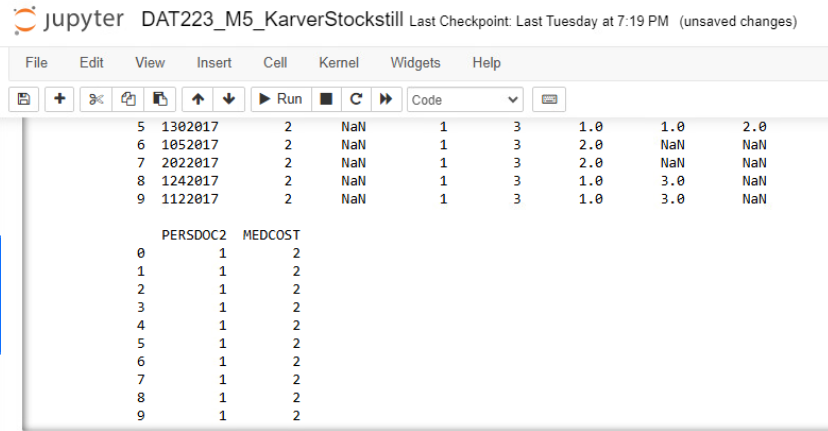 jupyter DAT223_M5_KarverStockstill Last Checkpoint: Last Tuesday at 7:19 PM (unsaved changes)
File Edit View Insert Cell Kernel Widgets Help
Run Code
5 1302017 2 NaN 1 3 1.0 1.0 2.0
6 1052017 2 NaN 1 3 2.0 NaN NaN
7 2022017 2 NaN 1 3 2.0 NaN NaN
8 1242017 2 NaN 1 3 1.0 3.0 NaN
9 1122017 2 NaN 1 3 1.0 3.0 NaN
PERSDOC2 MEDCOST
0 1 2
1 1 2
2 1 2
3 1 2
4 1 2
5 1 2
6 1 2
7 1 2
8 1 2
9 1 2